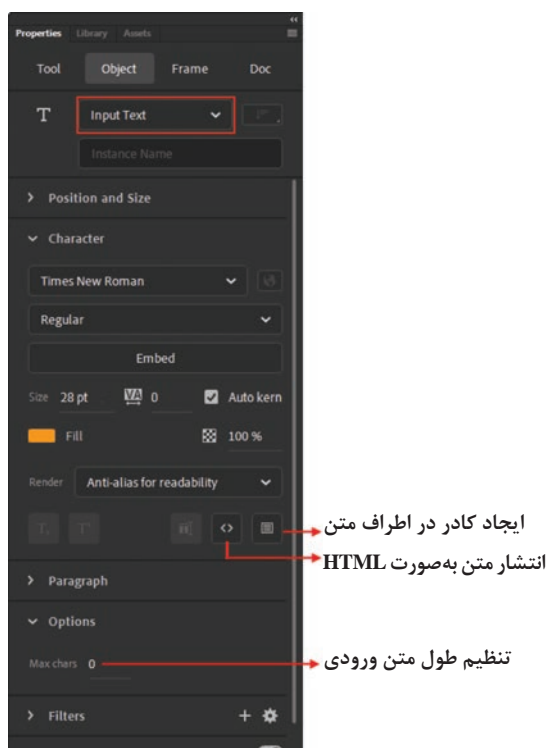 Properties Library Assets
Tool Object Frame Doc
T Input Text
Instance Name
> Position and Size
Character
Times New Roman
Regular
Embed
Size 28 pt VA 0 Auto kern
Fill 100 %
Render Anti-alias for readability
ایجاد کادر در اطراف متن
انتشار متن به‌صورت HTML
> Paragraph
Options
Max chars 0
تنظیم طول متن ورودی
> Filters +